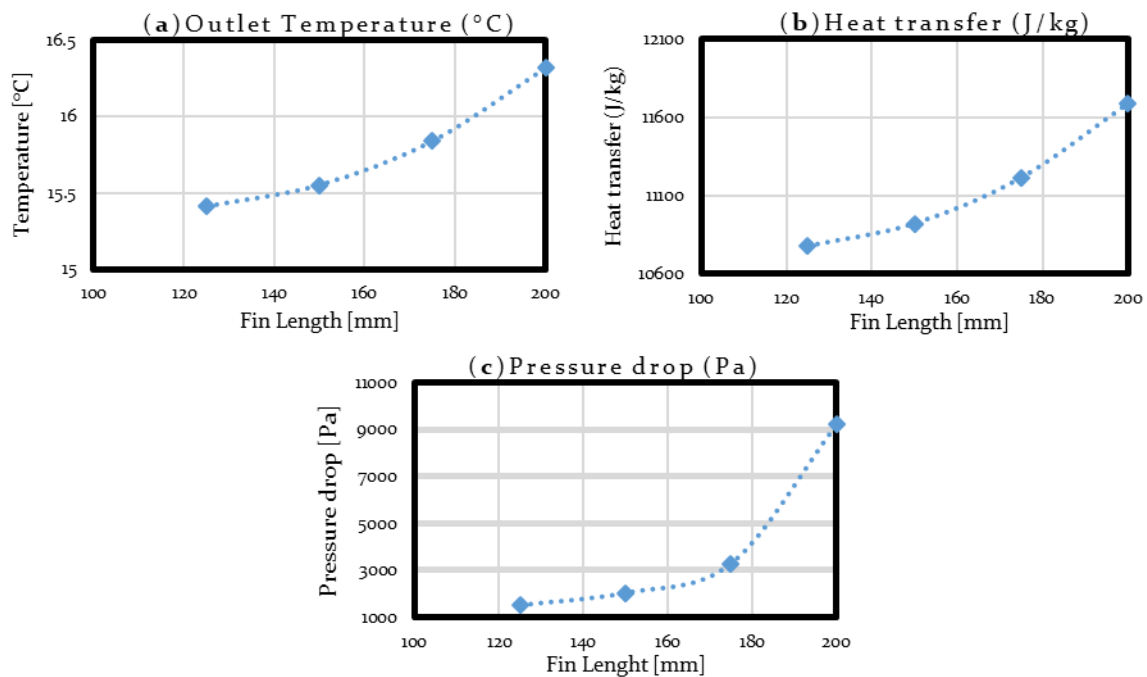 (a)Outlet Temperature (°C)
16.5
16
15.5
15
Temperature [°C]
100 120 140 160 180 200
Fin Length [mm]
(b)Heat transfer (J/kg)
12100
11600
11100
10600
Heat transfer (J/kg)
100 120 140 160 180 200
Fin Length [mm]
(c)Pressure drop (Pa)
11000
9000
7000
5000
3000
1000
Pressure drop [Pa]
100 120 140 160 180 200
Fin Lenght [mm]